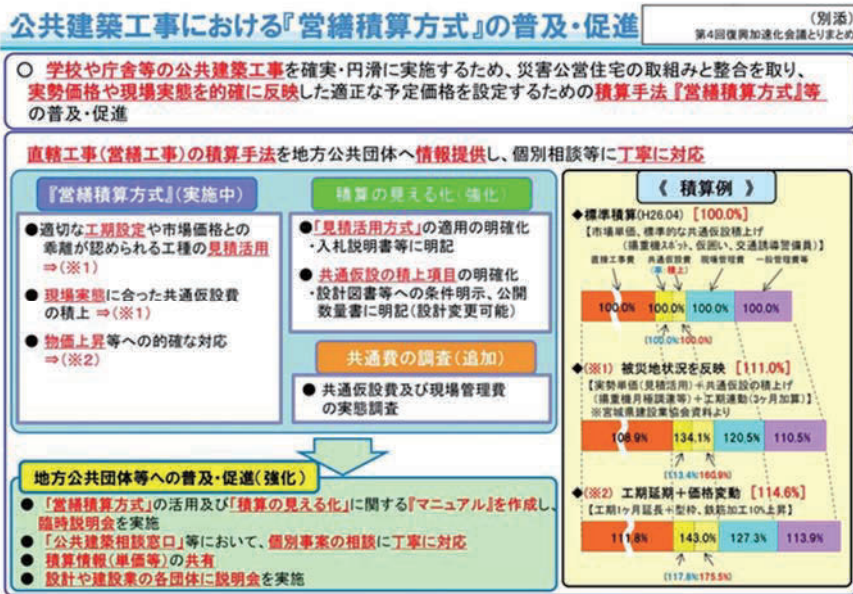 公共建築工事における『営繕積算方式』の普及・促進
(別添)
第4回復興加速化会議とりまとめ
○ 学校や庁舎等の公共建築工事を確実・円滑に実施するため、災害公営住宅の取組みと整合を取り、
実勢価格や現場実態を的確に反映した適正な予定価格を設定するための積算手法『営繕積算方式』等
の普及・促進
直轄工事(営繕工事)の積算手法を地方公共団体へ情報提供し、個別相談等に丁寧に対応
『営繕積算方式』(実施中)
●適切な工期設定や市場価格との
乖離が認められる工種の見積活用
⇒(※1)
● 現場実態に合った共通仮設費
の積上 ⇒(※1)
● 物価上昇等への的確な対応
⇒(※2)
積算の見える化(強化)
●「見積活用方式」の適用の明確化
・入札説明書等に明記
● 共通仮設の積上項目の明確化
・設計図書等への条件明示、公開
数量書に明記(設計変更可能)
共通費の調査(追加)
● 共通仮設費及び現場管理費
の実態調査
地方公共団体等への普及・促進(強化)
● 「営繕積算方式」の活用及び「積算の見える化」に関する『マニュアル』を作成し、
臨時説明会を実施
● 「公共建築相談窓口」等において、個別事案の相談に丁寧に対応
● 積算情報(単価等)の共有
● 設計や建設業の各団体に説明会を実施
《 積算例 》
◆標準積算(H26.04) [100.0%]
【市場単価、標準的な共通仮設積上げ
(揚重機スポット、仮囲い、交通誘導警備員)】
直接工事費 共通仮設費 現場管理費 一般管理費等
(率・積上)
100.0% 100.0% 100.0% 100.0%
(100.0%:100.0%)
◆(※1) 被災地状況を反映 [111.0%]
【実勢単価(見積活用)+共通仮設の積上げ
(揚重機月極調達等)+工期連動(3ヶ月加算)】
※宮城県建設業協会資料より
108.9% 134.1% 120.5% 110.5%
(113.4%:160.9%)
◆(※2) 工期延期+価格変動 [114.6%]
【工期1ヶ月延長+型枠、鉄筋加工10%上昇】
111.8% 143.0% 127.3% 113.9%
(117.8%:175.5%)